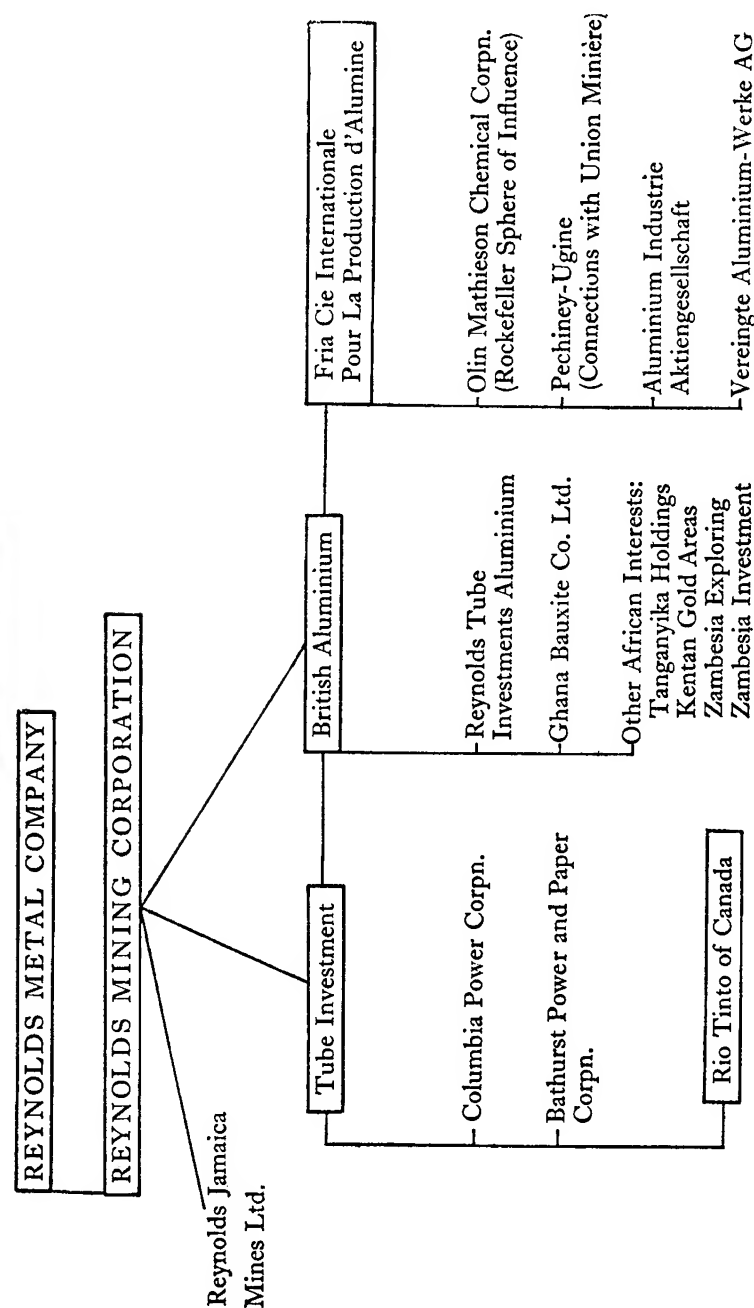 REYNOLDS METAL COMPANY
REYNOLDS MINING CORPORATION
Reynolds Jamaica
Mines Ltd.
Tube Investment
Columbia Power Corpn.
Bathurst Power and Paper
Corpn.
Rio Tinto of Canada
British Aluminium
Reynolds Tube
Investments Aluminium
Ghana Bauxite Co. Ltd.
Other African Interests:
Tanganyika Holdings
Kentan Gold Areas
Zambesia Exploring
Zambesia Investment
Fria Cie Internationale
Pour La Production d'Alumine
Olin Mathieson Chemical Corpn.
(Rockefeller Sphere of Influence)
Pechiney-Ugine
(Connections with Union Minière)
Aluminium Industrie
Aktiengesellschaft
Vereingte Aluminium-Werke AG